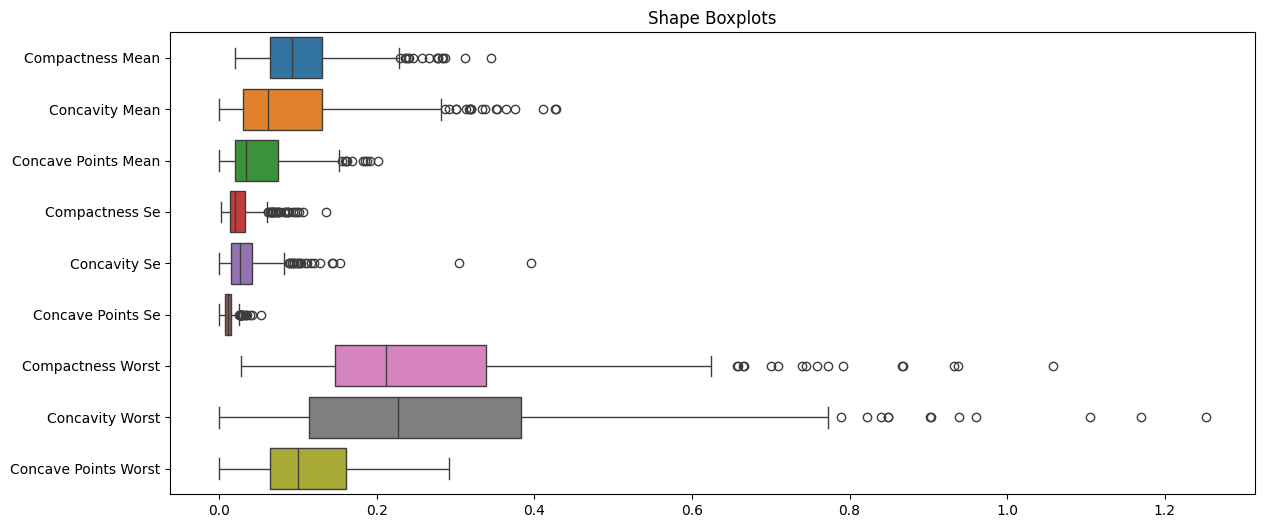 Shape Boxplots
Compactness Mean
Concavity Mean
Concave Points Mean
Compactness Se
Concavity Se
Concave Points Se
Compactness Worst
Concavity Worst
Concave Points Worst
0.0 0.2 0.4 0.6 0.8 1.0 1.2